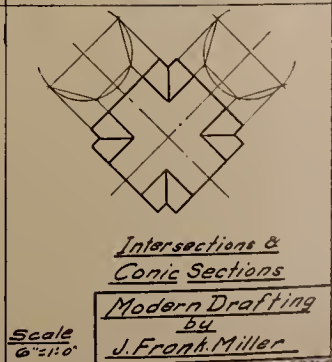 Intersections &
Conic Sections
Modern Drafting
by
J. Frank. Miller
Scale
6"=1'.0"